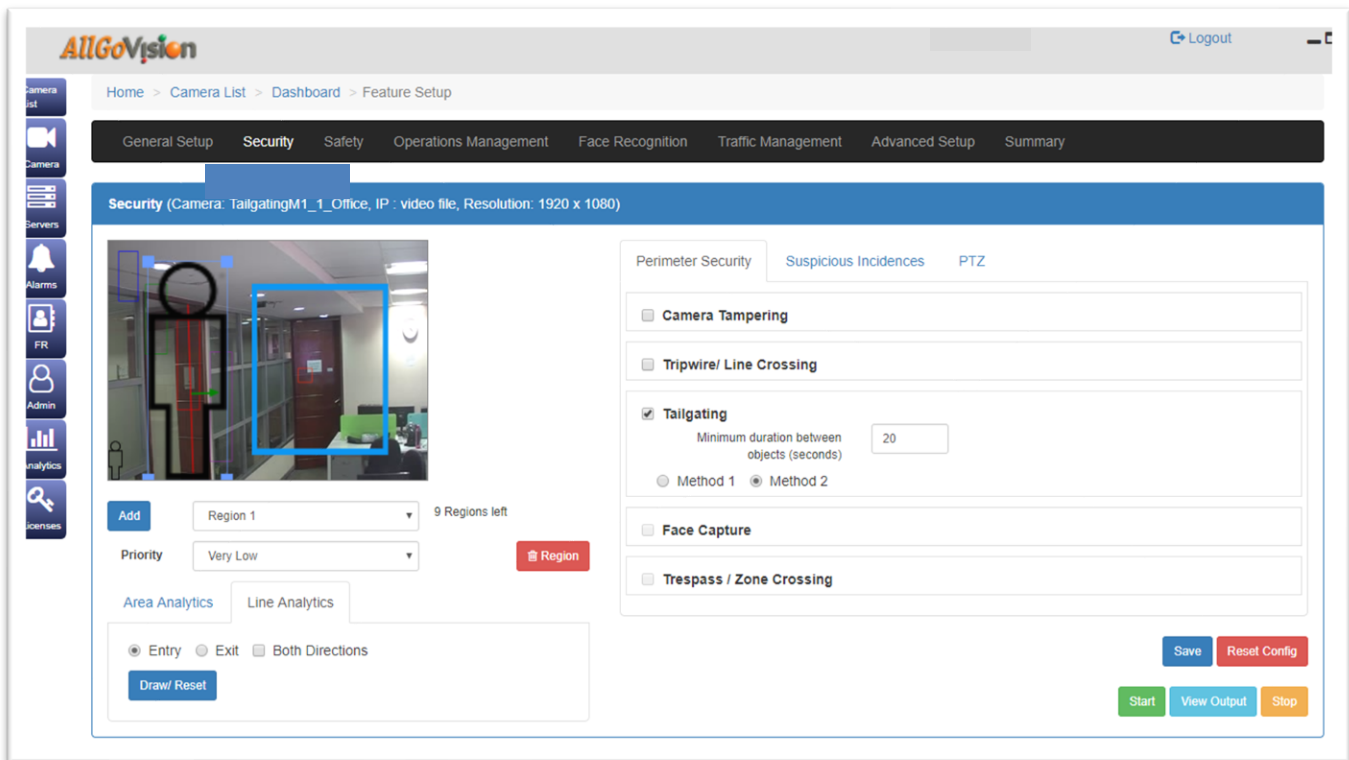 AllGoVision
Logout
Camera
List
Home > Camera List > Dashboard > Feature Setup
General Setup Security Safety Operations Management Face Recognition Traffic Management Advanced Setup Summary
Camera
Servers
Alarms
FR
Admin
Analytics
Licenses
Security (Camera: TailgatingM1_1_Office, IP : video file, Resolution: 1920 x 1080)
Add Region 1 9 Regions left
Priority Very Low Region
Area Analytics Line Analytics
Entry Exit Both Directions
Draw/ Reset
Perimeter Security Suspicious Incidences PTZ
Camera Tampering
Tripwire/ Line Crossing
Tailgating
Minimum duration between
objects (seconds) 20
Method 1 Method 2
Face Capture
Trespass / Zone Crossing
Save Reset Config
Start View Output Stop